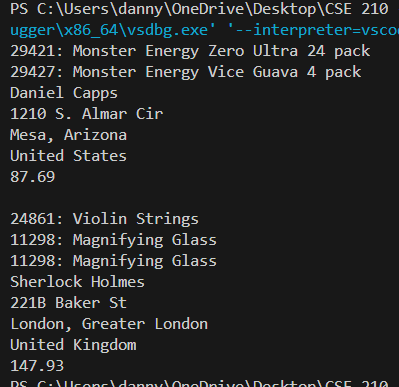 PS C:\Users\danny\OneDrive\Desktop\CSE 210
ugger\x86_64\vsdbg.exe' '--interpreter=vsco
29421: Monster Energy Zero Ultra 24 pack
29427: Monster Energy Vice Guava 4 pack
Daniel Capps
1210 S. Almar Cir
Mesa, Arizona
United States
87.69

24861: Violin Strings
11298: Magnifying Glass
11298: Magnifying Glass
Sherlock Holmes
221B Baker St
London, Greater London
United Kingdom
147.93
PS C:\Users\danny\OneDrive\Desktop\CSE 210